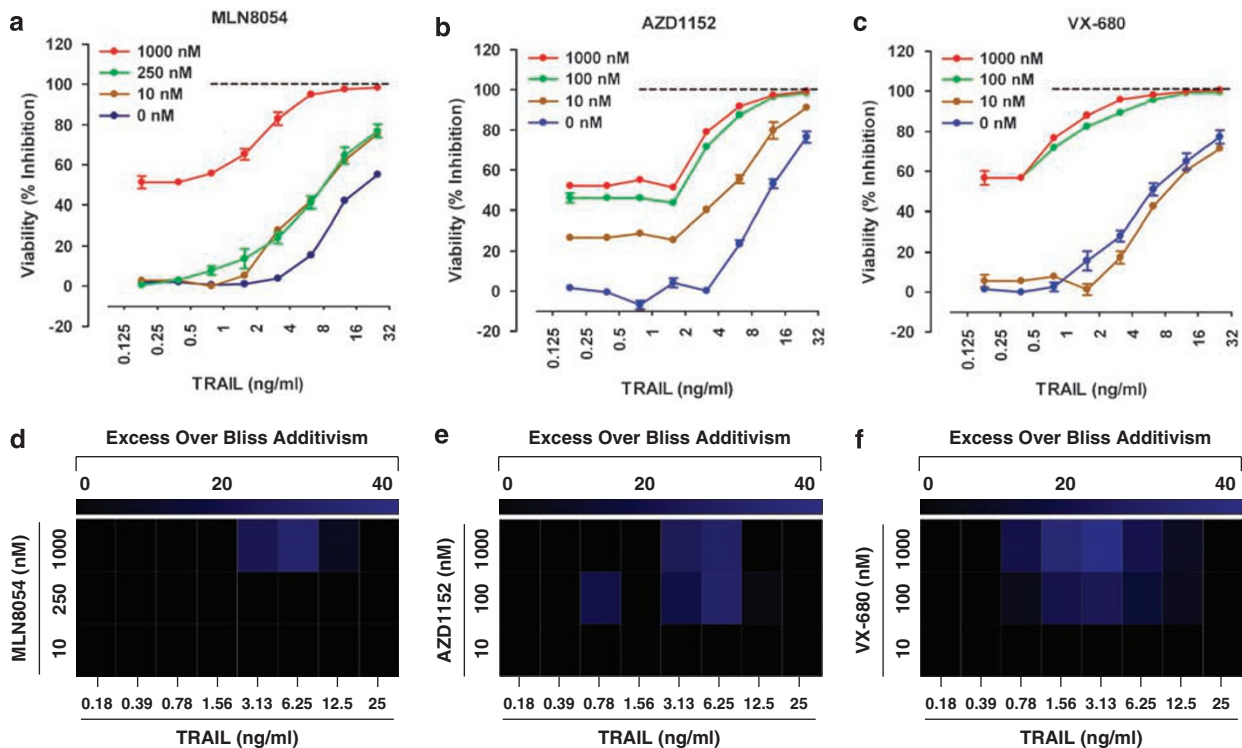 a
MLN8054
Viability (% Inhibition)
120
100
80
60
40
20
0
-20
1000 nM
250 nM
10 nM
0 nM
0.125
0.25
0.5
1
2
4
8
16
32
TRAIL (ng/ml)
b
AZD1152
Viability (% Inhibition)
120
100
80
60
40
20
0
-20
1000 nM
100 nM
10 nM
0 nM
0.125
0.25
0.5
1
2
4
8
16
32
TRAIL (ng/ml)
c
VX-680
Viability (% Inhibition)
120
100
80
60
40
20
0
-20
1000 nM
100 nM
10 nM
0 nM
0.125
0.25
0.5
1
2
4
8
16
32
TRAIL (ng/ml)
d
Excess Over Bliss Additivism
0 20 40
MLN8054 (nM)
1000
250
10
0.18 0.39 0.78 1.56 3.13 6.25 12.5 25
TRAIL (ng/ml)
e
Excess Over Bliss Additivism
0 20 40
AZD1152 (nM)
1000
100
10
0.18 0.39 0.78 1.56 3.13 6.25 12.5 25
TRAIL (ng/ml)
f
Excess Over Bliss Additivism
0 20 40
VX-680 (nM)
1000
100
10
0.18 0.39 0.78 1.56 3.13 6.25 12.5 25
TRAIL (ng/ml)